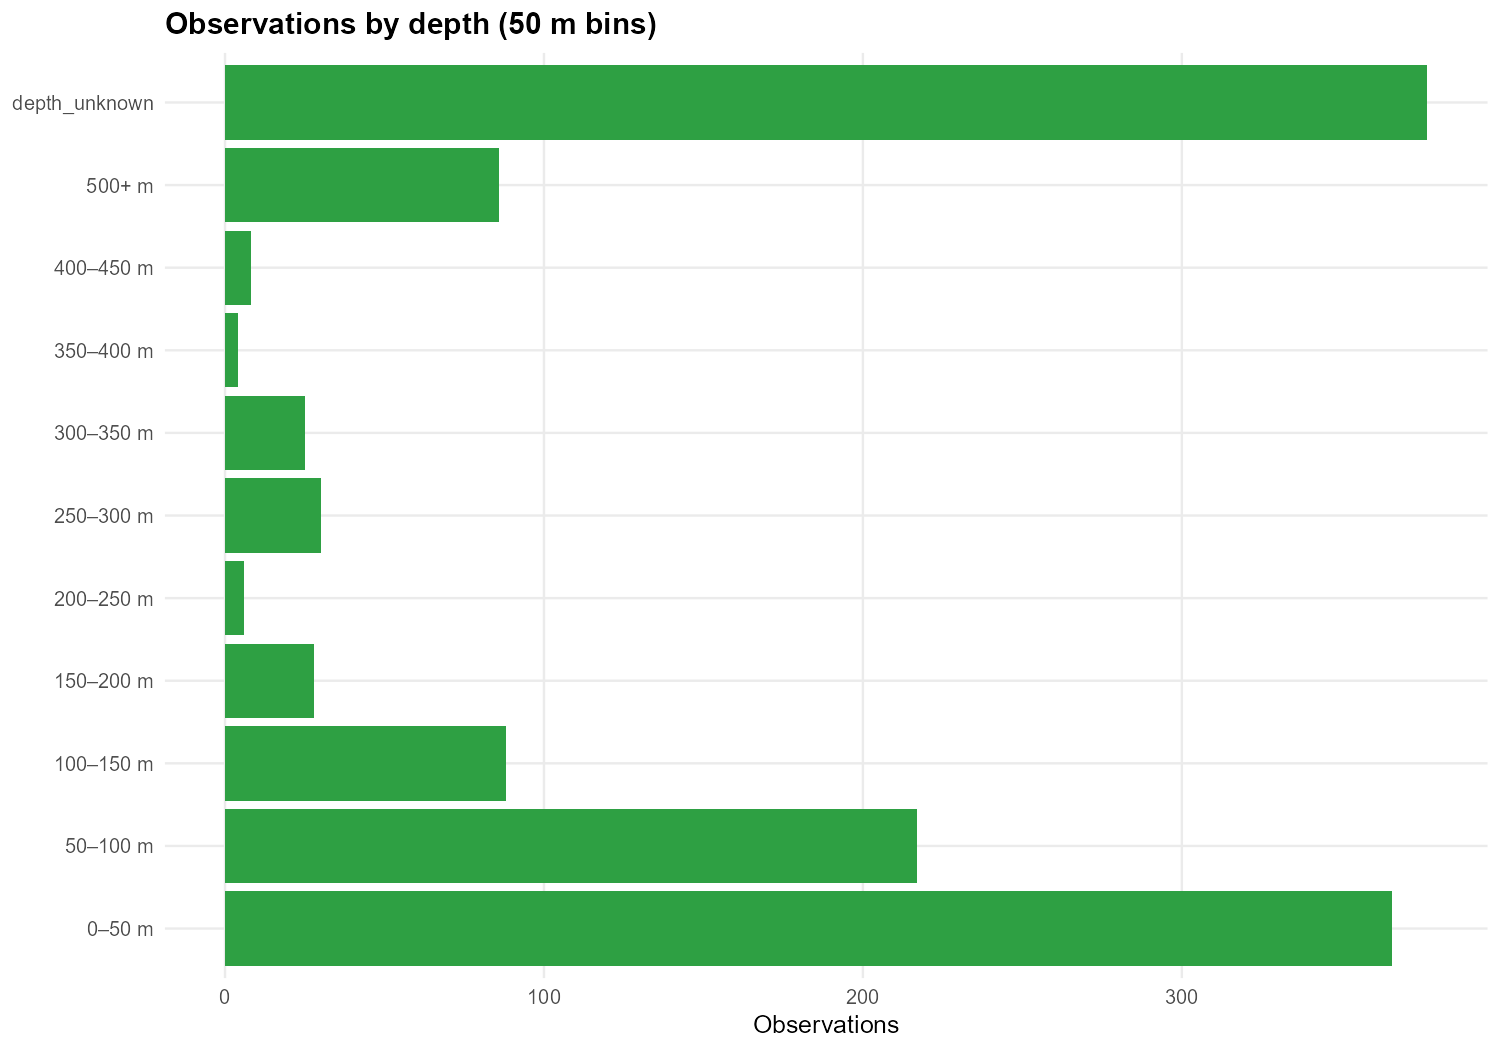 Observations by depth (50 m bins)
depth_unknown
500+ m
400–450 m
350–400 m
300–350 m
250–300 m
200–250 m
150–200 m
100–150 m
50–100 m
0–50 m
0 100 200 300
Observations